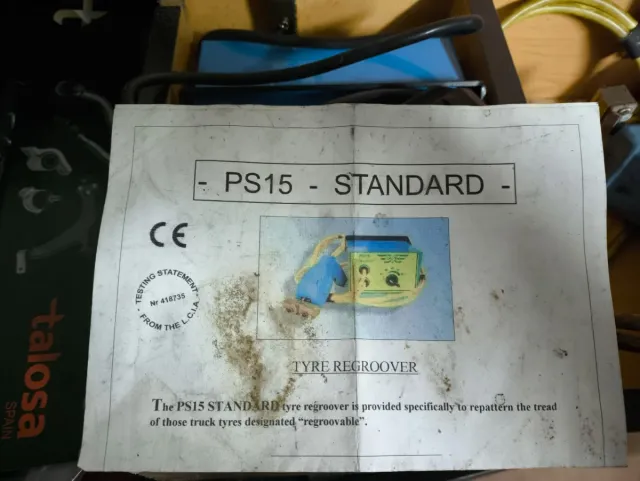 - PS15 - STANDARD -
CE
TESTING STATEMENT
Nr 418735
FROM THE L.C.I.A
TYRE REGROOVER
The PS15 STANDARD tyre regroover is provided specifically to repattern the tread
of those truck tyres designated “regroovable”.
talosa
SPAIN